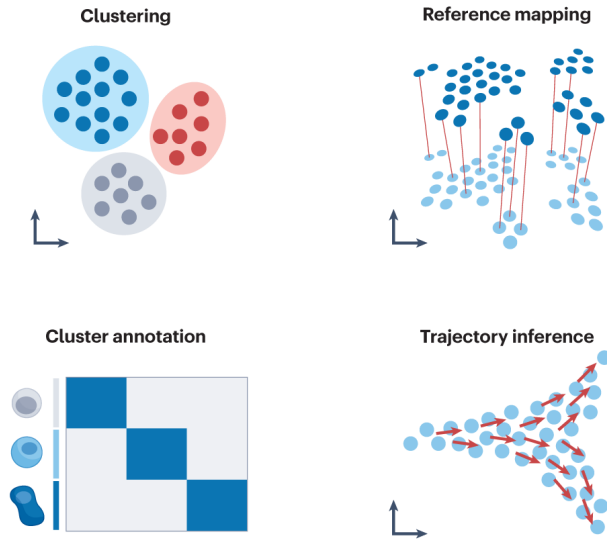 Clustering
Reference mapping
Cluster annotation
Trajectory inference